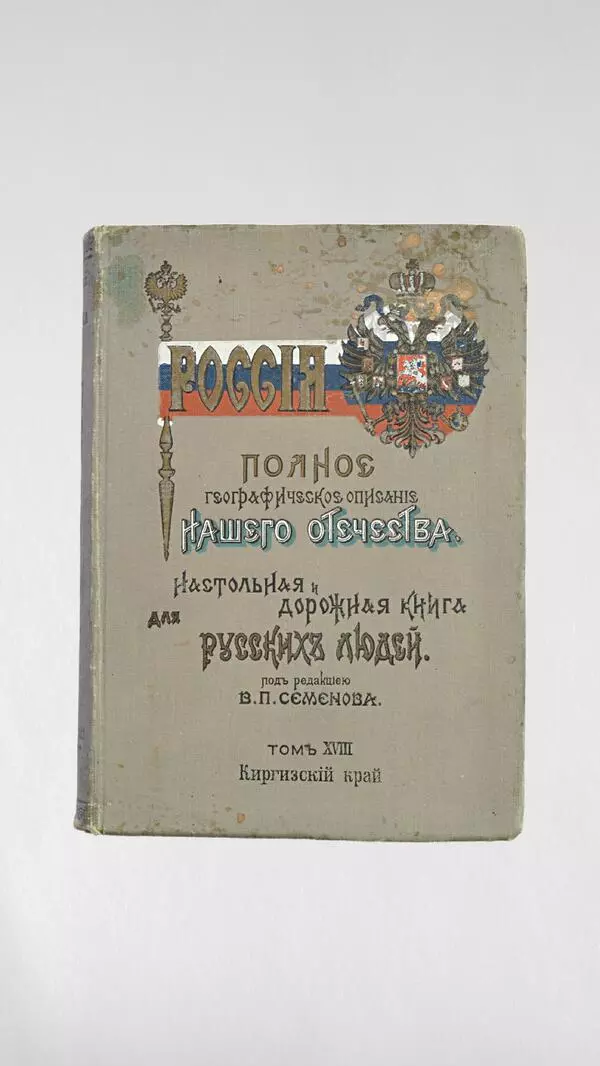 РОССІЯ
ПОЛНОЕ
ГЕОГРАФИЧЕСКОЕ ОПИСАНІЕ
НАШЕГО ОТЕЧЕСТВА.
НАСТОЛЬНАЯ и
ДОРОЖНАЯ КНИГА
для
РУССКИХЪ ЛЮДЕЙ.
подъ редакцiею
В.П.СЕМЕНОВА.
ТОМЪ XVIII
Киргизскій край